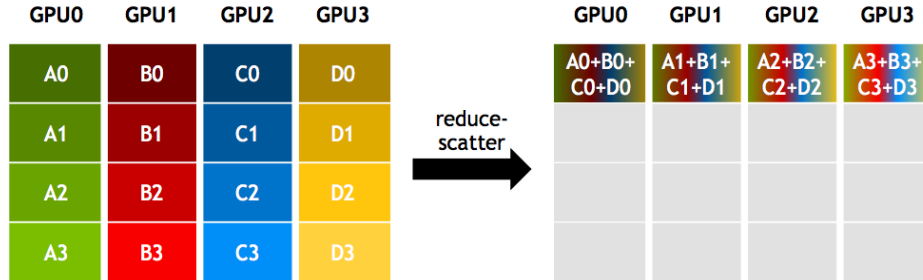 GPU0 GPU1 GPU2 GPU3
A0 B0 C0 D0
A1 B1 C1 D1
A2 B2 C2 D2
A3 B3 C3 D3
reduce-
scatter
GPU0 GPU1 GPU2 GPU3
A0+B0+ A1+B1+ A2+B2+ A3+B3+
C0+D0 C1+D1 C2+D2 C3+D3